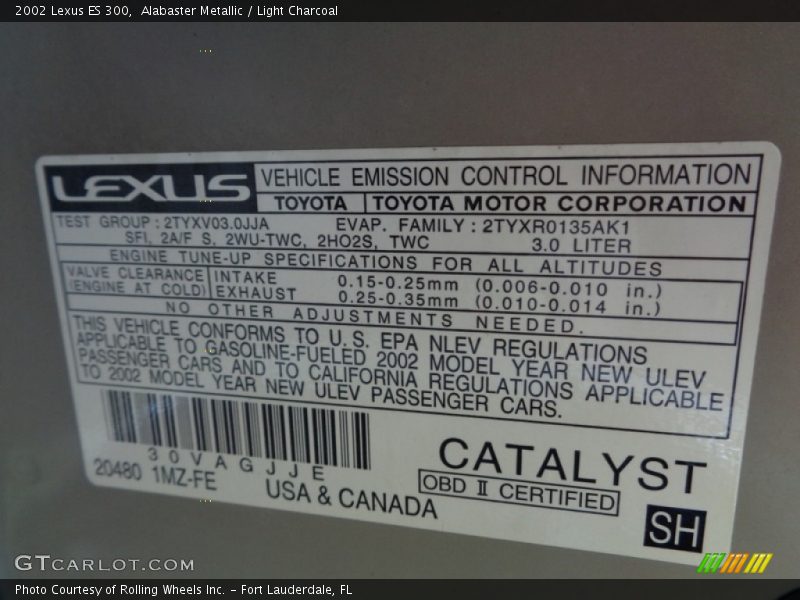 2002 Lexus ES 300, Alabaster Metallic / Light Charcoal
LEXUS VEHICLE EMISSION CONTROL INFORMATION
TOYOTA TOYOTA MOTOR CORPORATION
TEST GROUP : 2TYXV03.0JJA EVAP. FAMILY : 2TYXR0135AK1
SFI, 2A/F S, 2WU-TWC, 2HO2S, TWC 3.0 LITER
ENGINE TUNE-UP SPECIFICATIONS FOR ALL ALTITUDES
VALVE CLEARANCE INTAKE 0.15-0.25mm (0.006-0.010 in.)
(ENGINE AT COLD) EXHAUST 0.25-0.35mm (0.010-0.014 in.)
NO OTHER ADJUSTMENTS NEEDED.
THIS VEHICLE CONFORMS TO U.S. EPA NLEV REGULATIONS
APPLICABLE TO GASOLINE-FUELED 2002 MODEL YEAR NEW ULEV
PASSENGER CARS AND TO CALIFORNIA REGULATIONS APPLICABLE
TO 2002 MODEL YEAR NEW ULEV PASSENGER CARS.
30VAGJJE
20480 1MZ-FE
USA & CANADA
CATALYST
OBD II CERTIFIED
SH
GTCARLOT.COM
Photo Courtesy of Rolling Wheels Inc. – Fort Lauderdale, FL